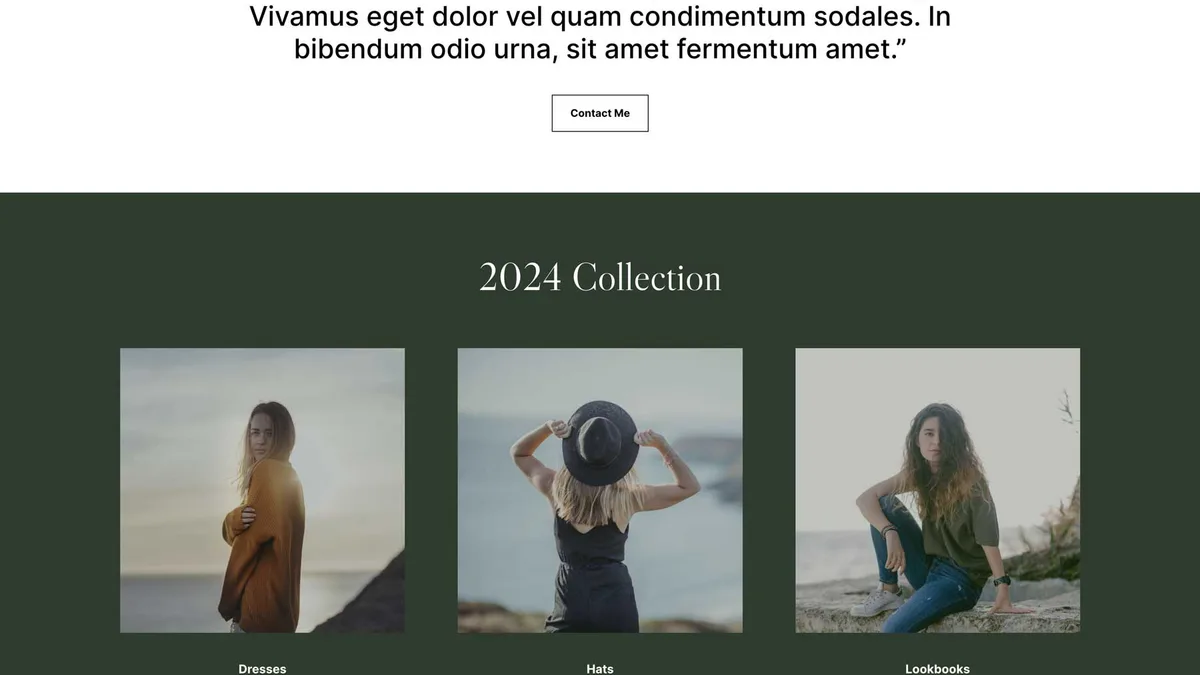 Vivamus eget dolor vel quam condimentum sodales. In
bibendum odio urna, sit amet fermentum amet.”
Contact Me
2024 Collection
Dresses
Hats
Lookbooks